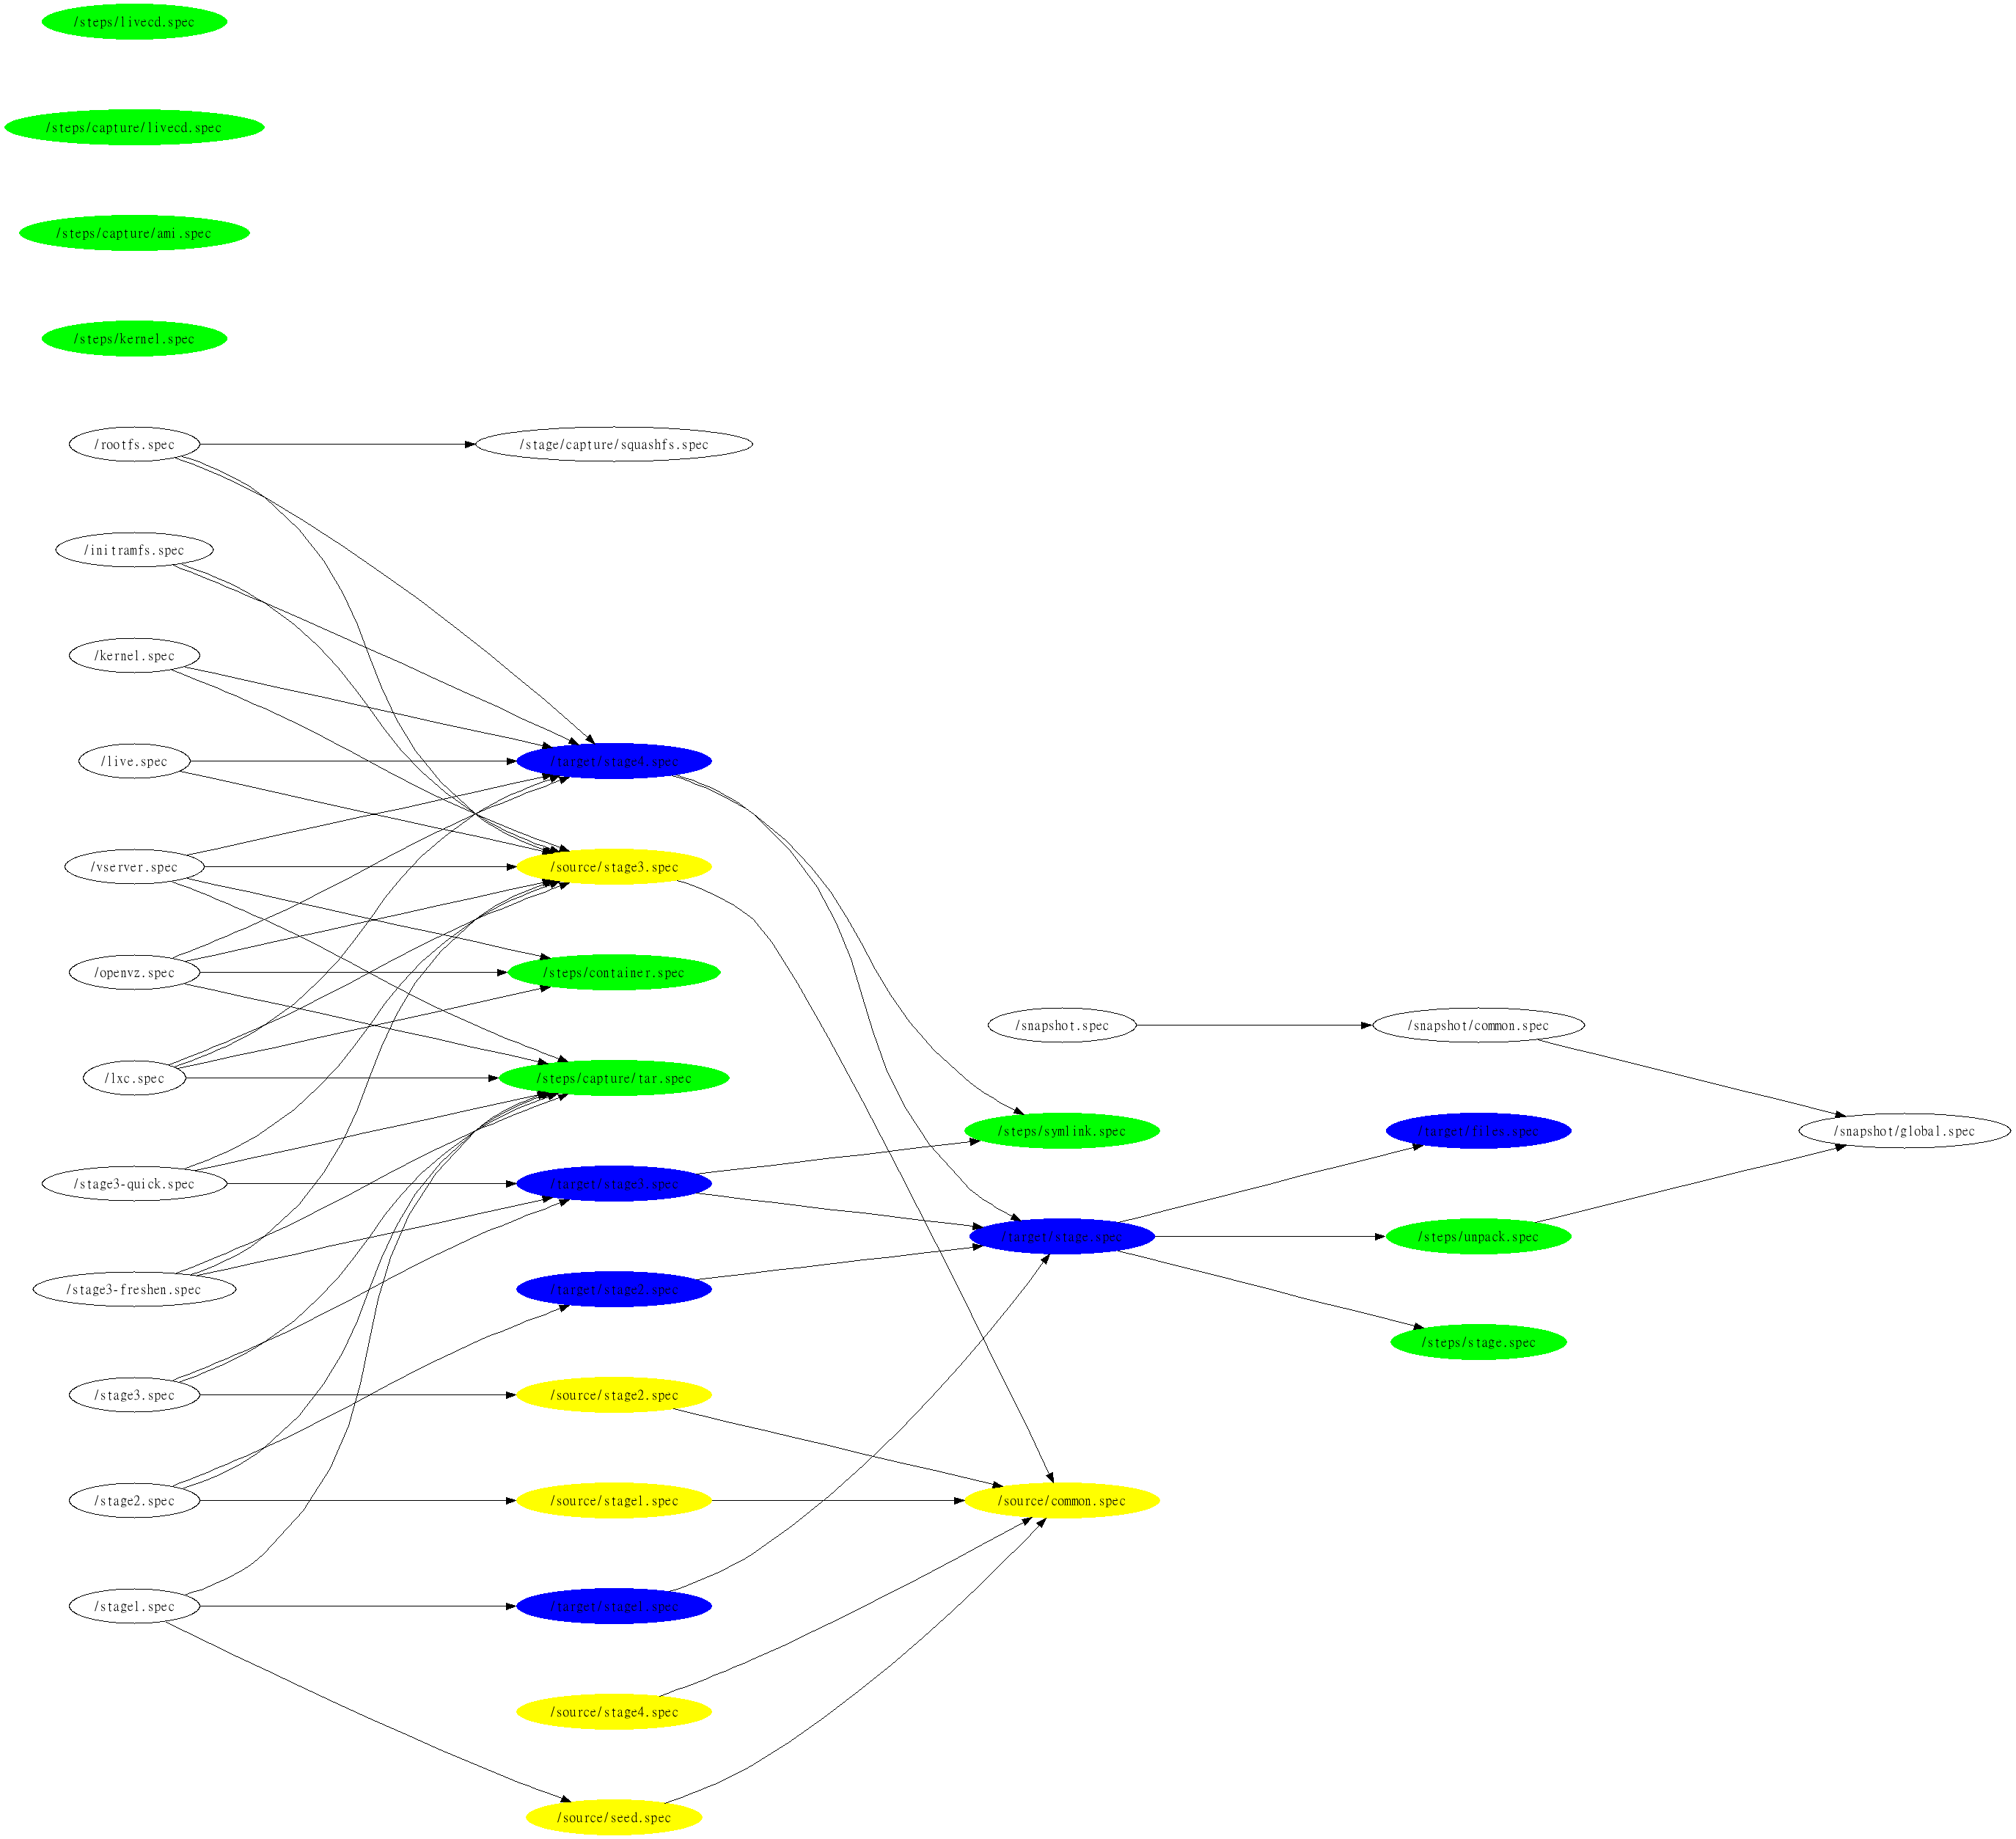 /steps/livecd.spec
/steps/capture/livecd.spec
/steps/capture/ami.spec
/steps/kernel.spec
/rootfs.spec
/stage/capture/squashfs.spec
/initramfs.spec
/kernel.spec
/live.spec
/target/stage4.spec
/vserver.spec
/source/stage3.spec
/openvz.spec
/steps/container.spec
/snapshot.spec
/snapshot/common.spec
/lxc.spec
/steps/capture/tar.spec
/steps/symlink.spec
/target/files.spec
/snapshot/global.spec
/stage3-quick.spec
/target/stage3.spec
/target/stage.spec
/steps/unpack.spec
/stage3-freshen.spec
/target/stage2.spec
/steps/stage.spec
/stage3.spec
/source/stage2.spec
/stage2.spec
/source/stage1.spec
/source/common.spec
/stage1.spec
/target/stage1.spec
/source/stage4.spec
/source/seed.spec